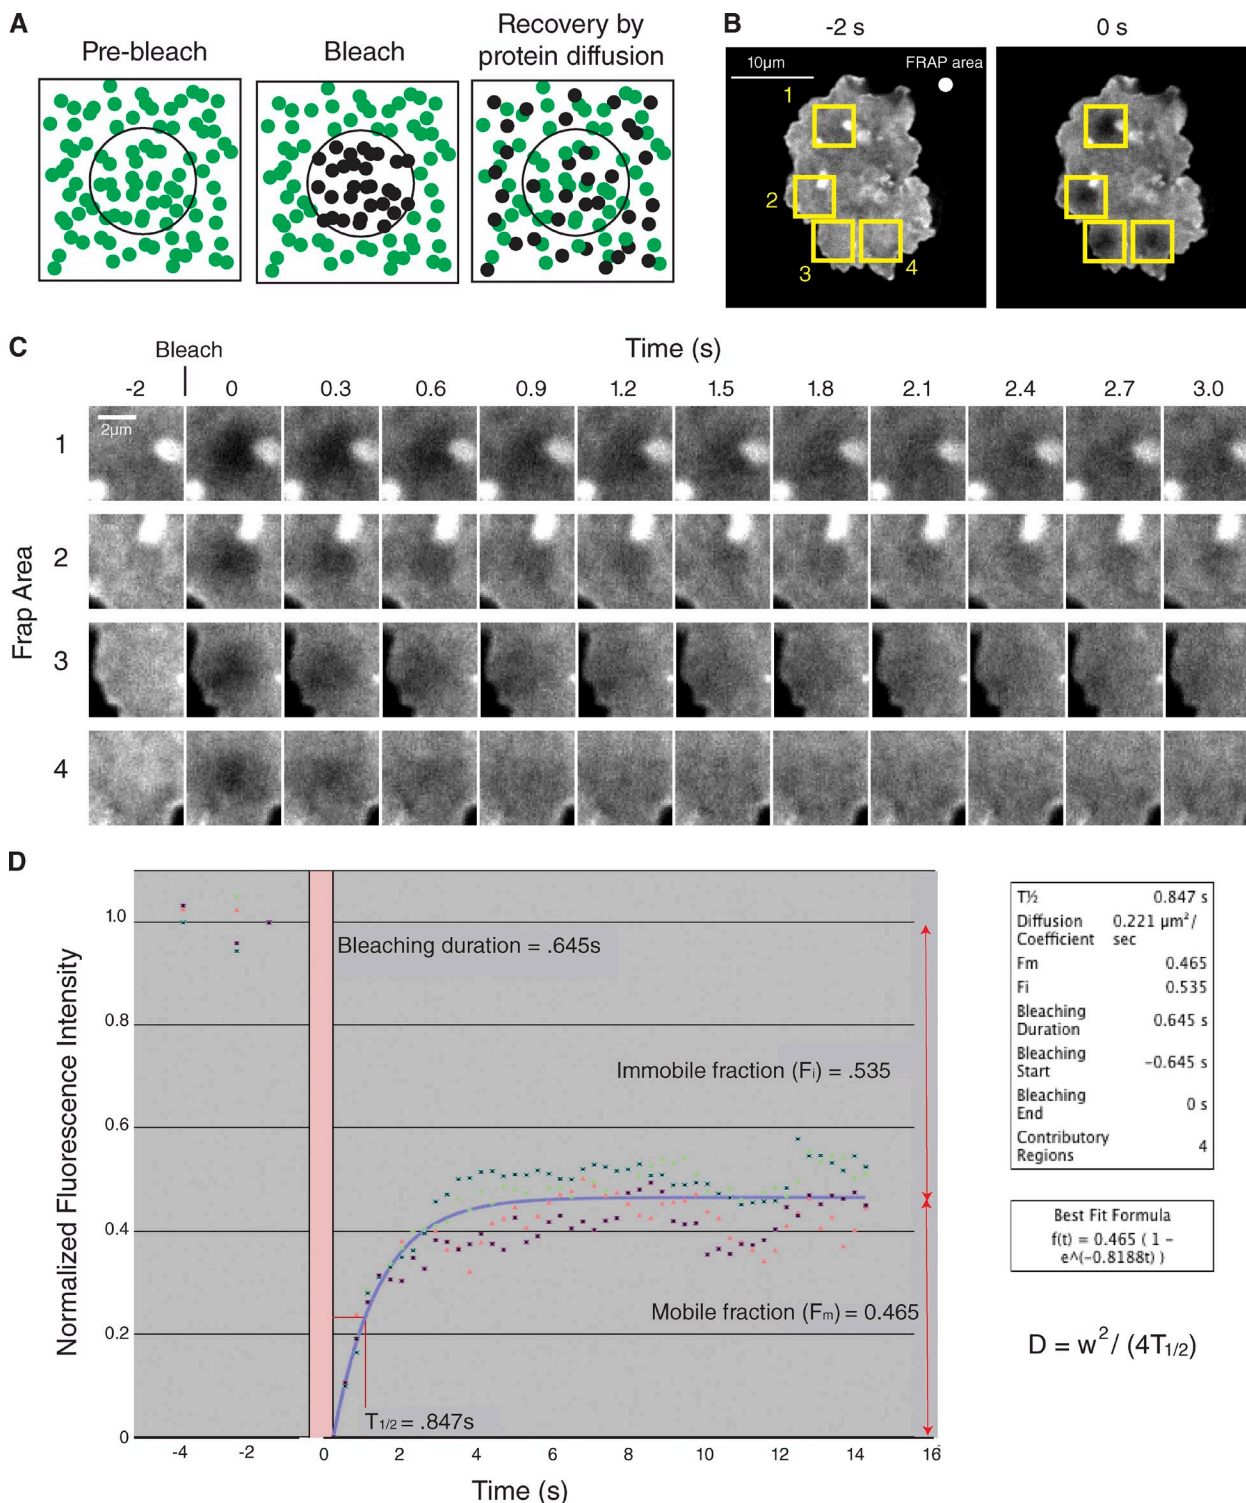 A
Pre-bleach
Bleach
Recovery by
protein diffusion
B
-2 s
0 s
10µm
FRAP area
1
2
3
4
C
Bleach
Time (s)
-2
0
0.3
0.6
0.9
1.2
1.5
1.8
2.1
2.4
2.7
3.0
2µm
Frap Area
1
2
3
4
D
Normalized Fluorescence Intensity
1.0
0.8
0.6
0.4
0.2
0
Bleaching duration = .645s
Immobile fraction (Fi) = .535
Mobile fraction (Fm) = 0.465
T1/2 = .847s
-4
-2
0
2
4
6
8
10
12
14
16
Time (s)
T½ 0.847 s
Diffusion 0.221 µm²/
Coefficient sec
Fm 0.465
Fi 0.535
Bleaching
Duration 0.645 s
Bleaching
Start -0.645 s
Bleaching
End 0 s
Contributory
Regions 4
Best Fit Formula
f(t) = 0.465 ( 1 –
e^(-0.8188t) )
D = w² / (4T1/2)